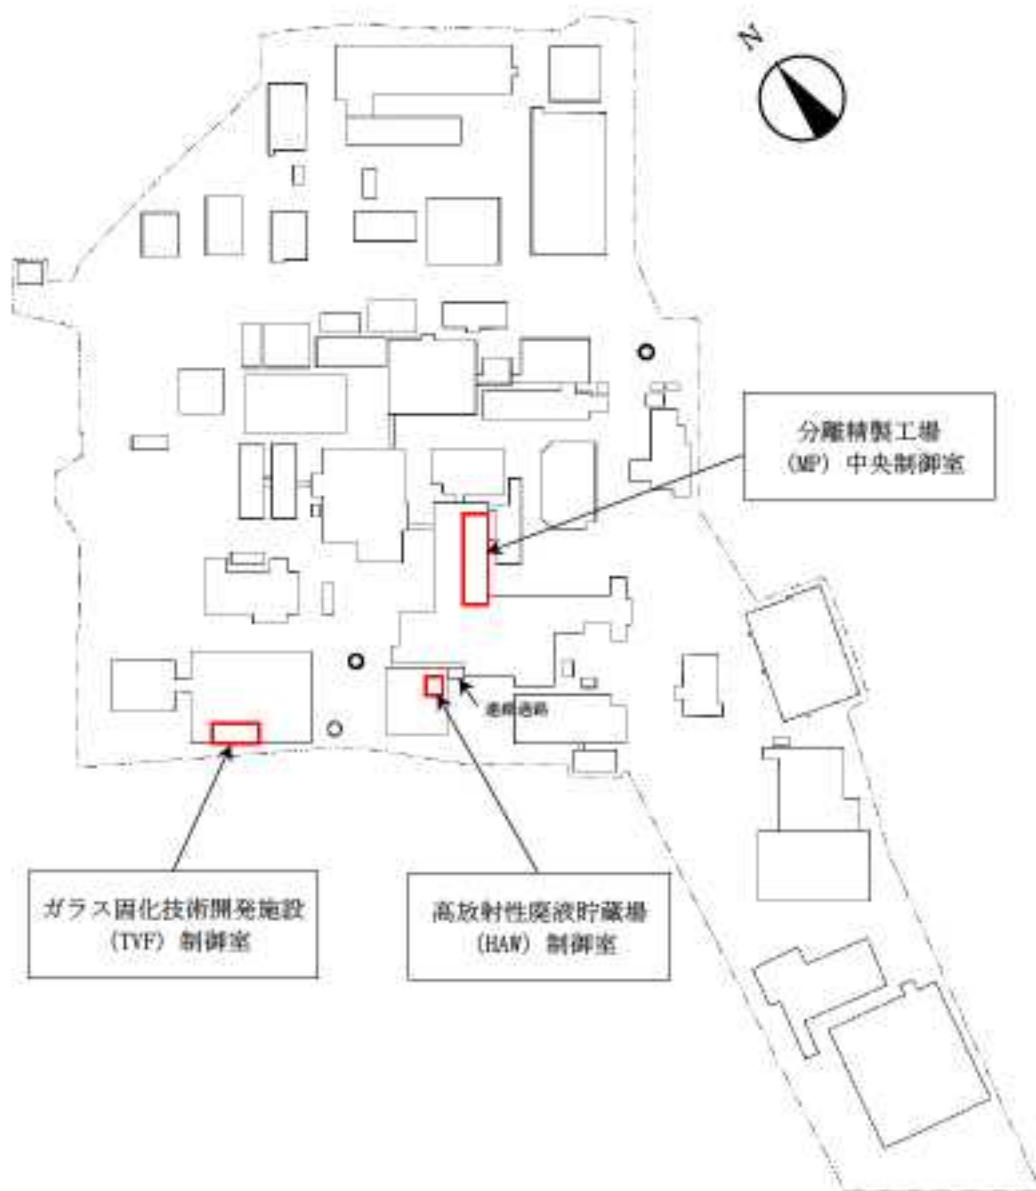 N
分離精製工場
(MP) 中央制御室
連絡通路
ガラス固化技術開発施設
(TVF) 制御室
高放射性廃液貯蔵場
(HAW) 制御室